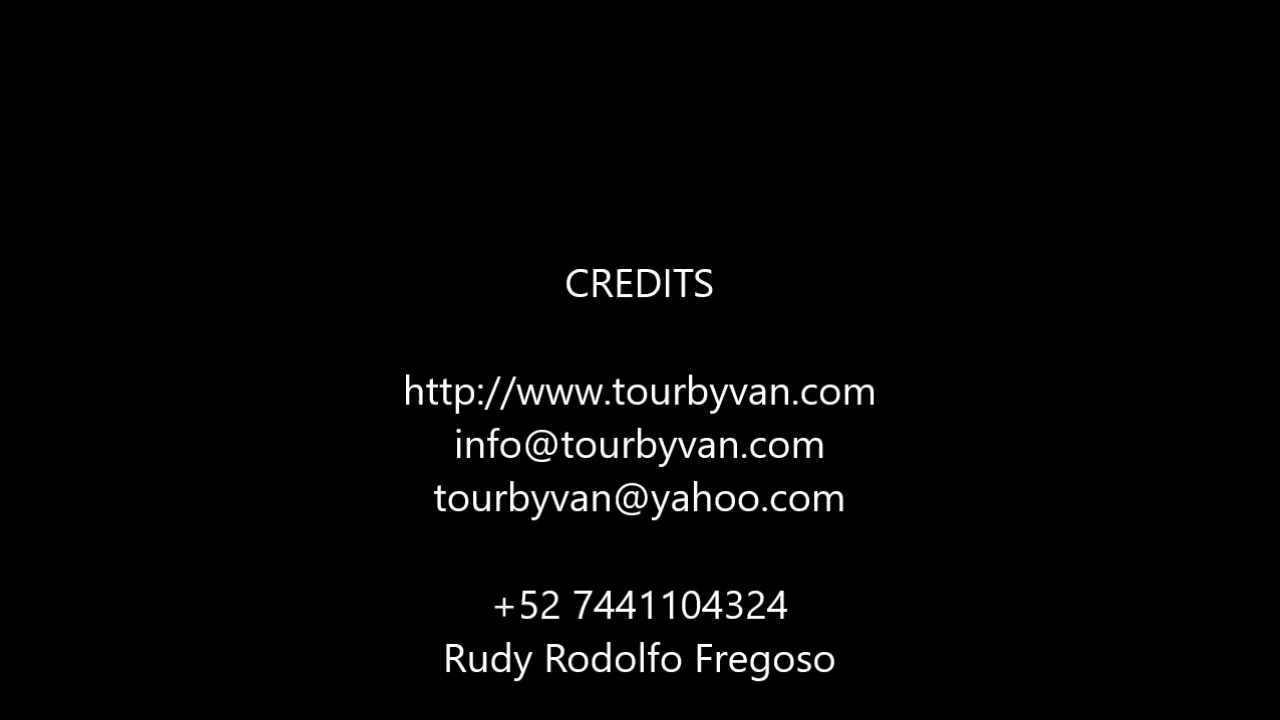 CREDITS
http://www.tourbyvan.com
info@tourbyvan.com
tourbyvan@yahoo.com
+52 7441104324
Rudy Rodolfo Fregoso